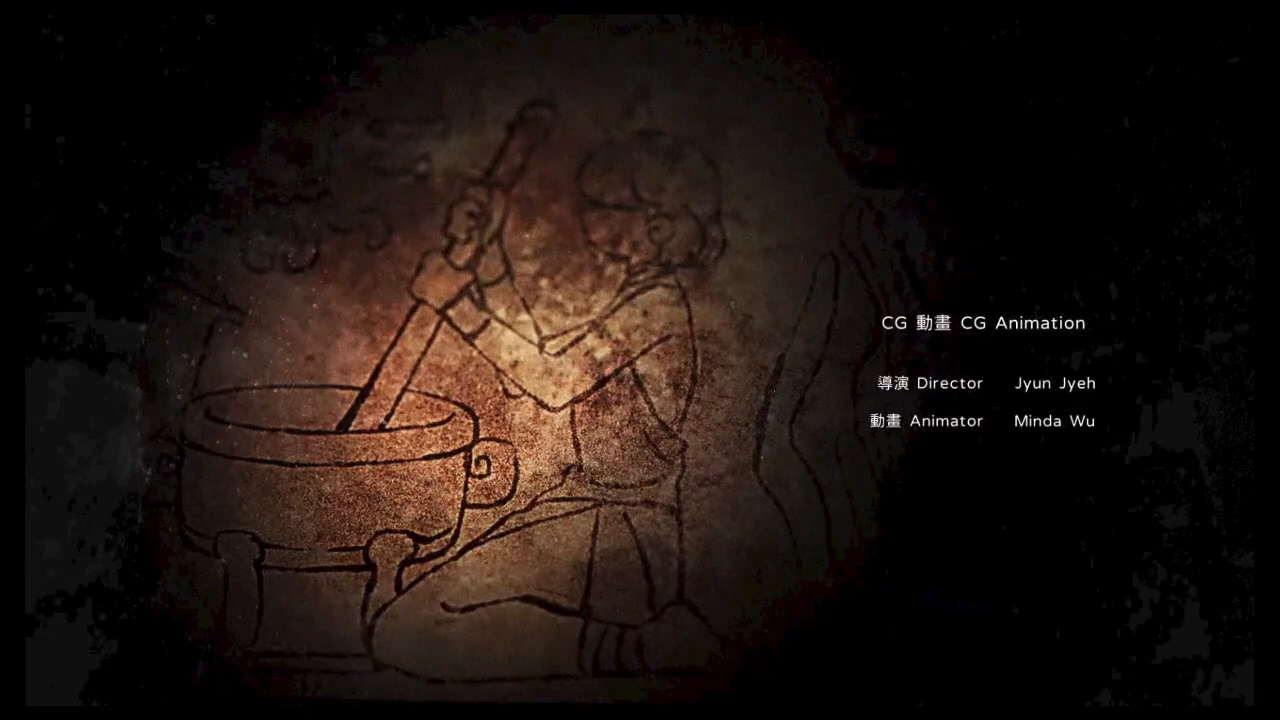 CG 動畫 CG Animation
導演 Director Jyun Jyeh
動畫 Animator Minda Wu